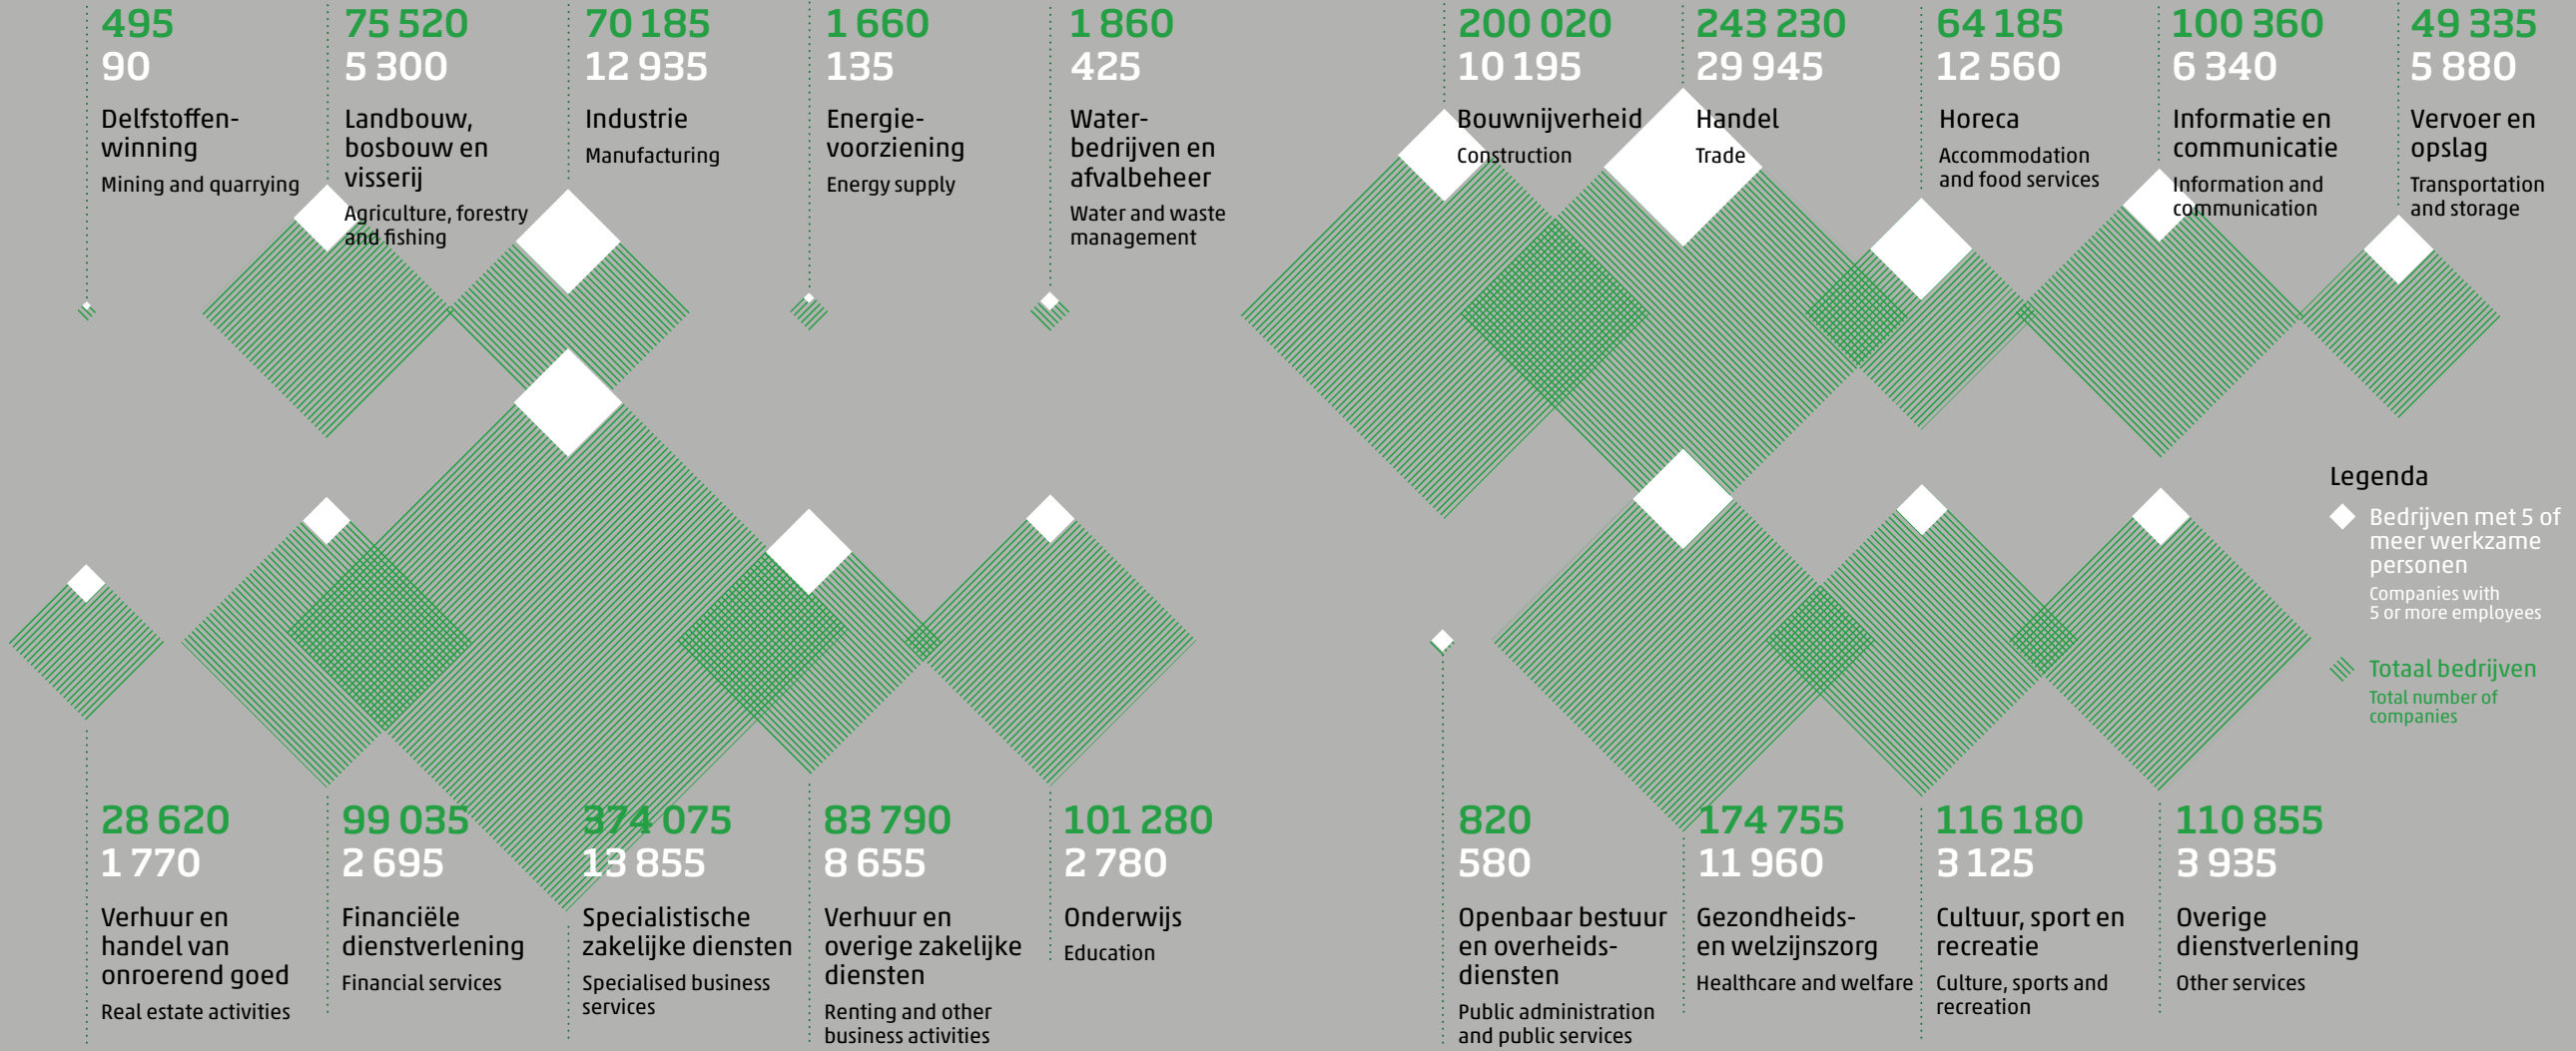 495
90
Delfstoffen-
winning
Mining and quarrying
75 520
5 300
Landbouw,
bosbouw en
visserij
Agriculture, forestry
and fishing
70 185
12 935
Industrie
Manufacturing
1 660
135
Energie-
voorziening
Energy supply
1 860
425
Water-
bedrijven en
afvalbeheer
Water and waste
management
200 020
10 195
Bouwnijverheid
Construction
243 230
29 945
Handel
Trade
64 185
12 560
Horeca
Accommodation
and food services
100 360
6 340
Informatie en
communicatie
Information and
communication
49 335
5 880
Vervoer en
opslag
Transportation
and storage
Legenda
Bedrijven met 5 of
meer werkzame
personen
Companies with
5 or more employees
Totaal bedrijven
Total number of
companies
28 620
1 770
Verhuur en
handel van
onroerend goed
Real estate activities
99 035
2 695
Financiële
dienstverlening
Financial services
374 075
13 855
Specialistische
zakelijke diensten
Specialised business
services
83 790
8 655
Verhuur en
overige zakelijke
diensten
Renting and other
business activities
101 280
2 780
Onderwijs
Education
820
580
Openbaar bestuur
en overheids-
diensten
Public administration
and public services
174 755
11 960
Gezondheids-
en welzijnszorg
Healthcare and welfare
116 180
3 125
Cultuur, sport en
recreatie
Culture, sports and
recreation
110 855
3 935
Overige
dienstverlening
Other services